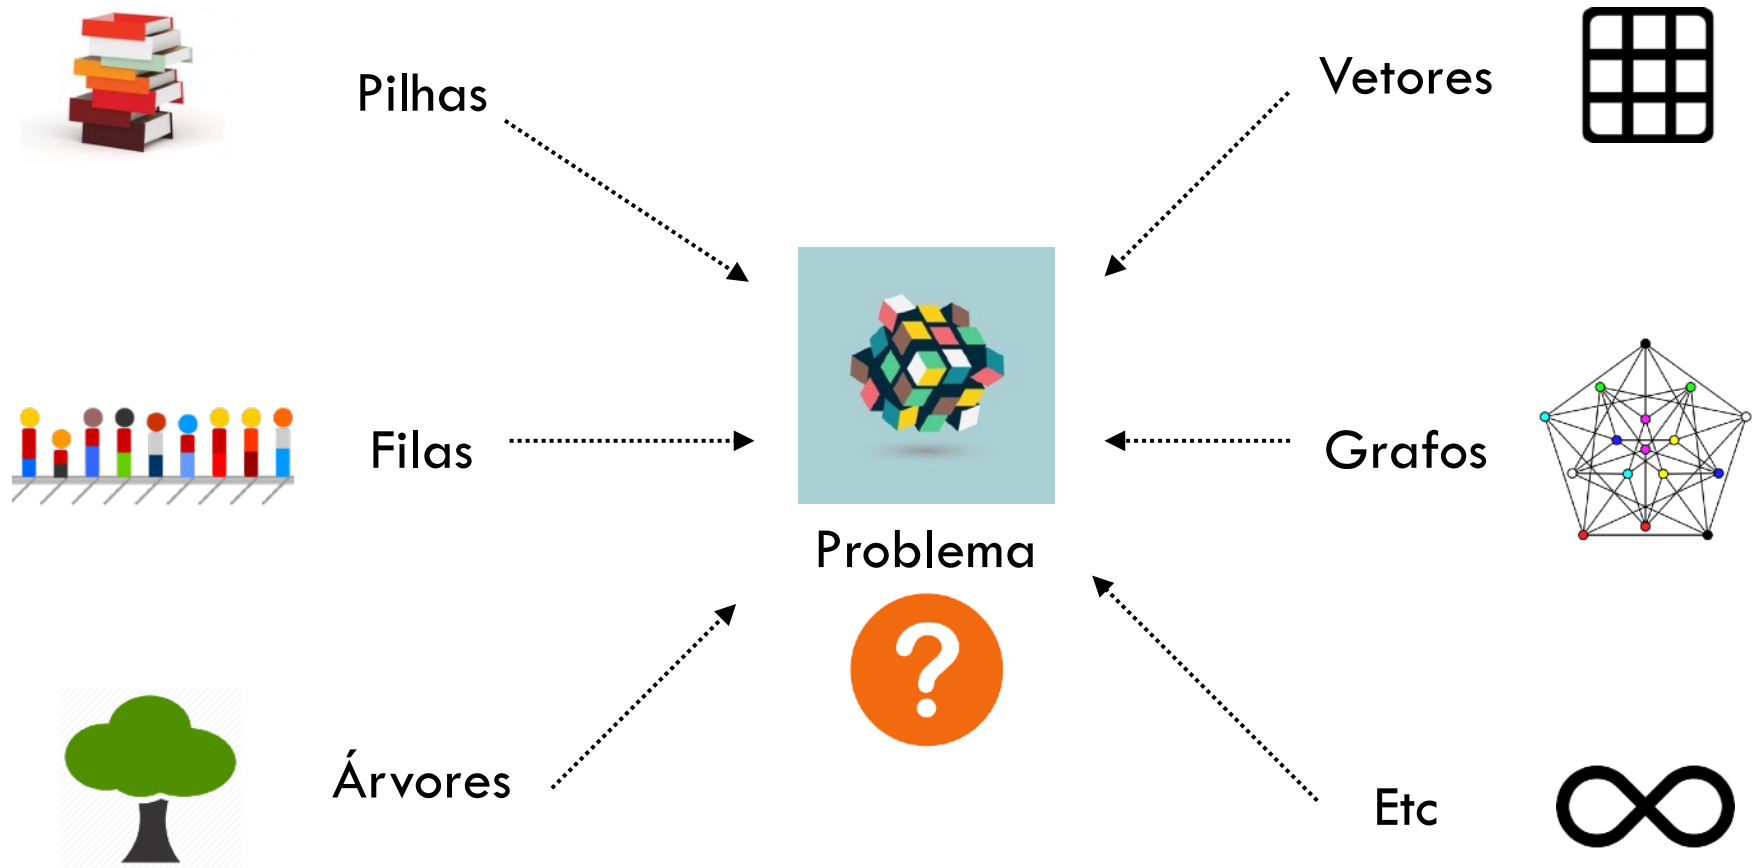 Pilhas
Vetores
Filas
Grafos
Problema
?
Árvores
Etc